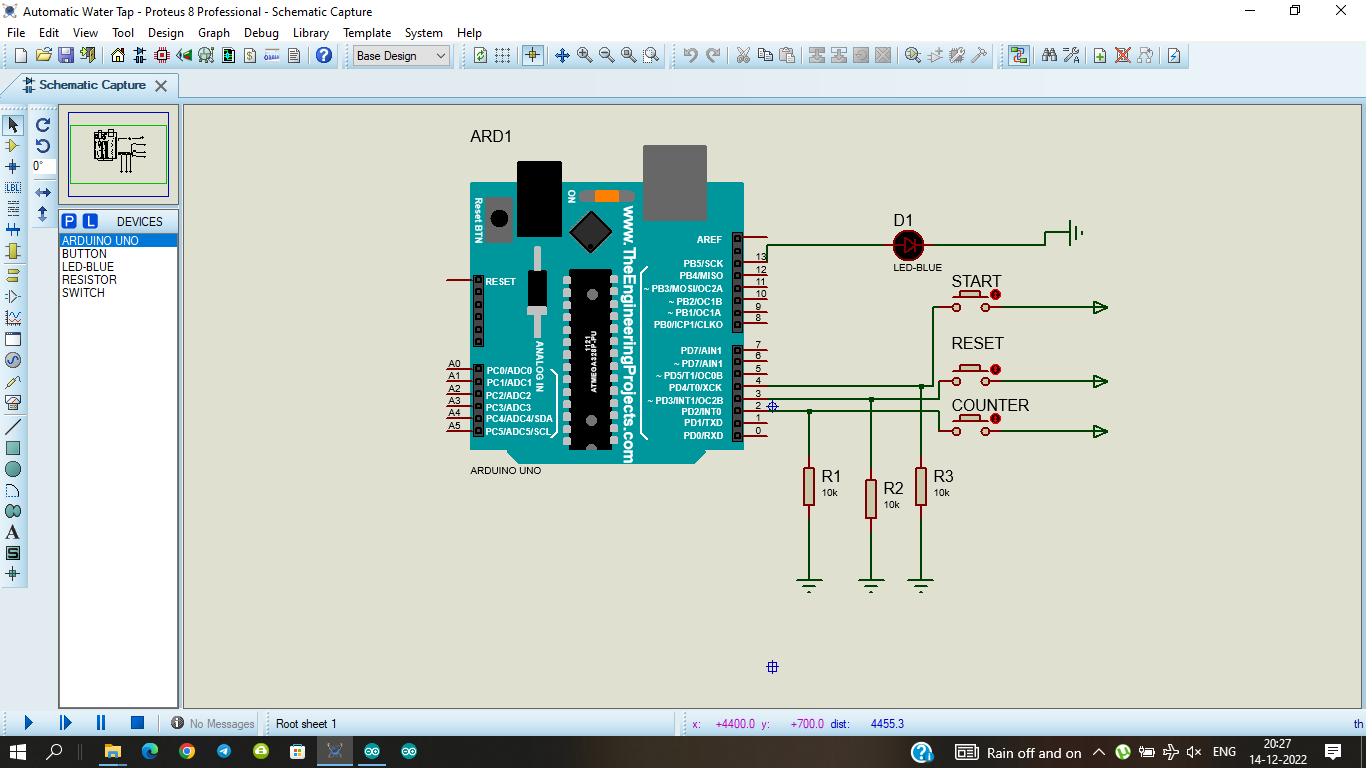 Automatic Water Tap - Proteus 8 Professional - Schematic Capture
File Edit View Tool Design Graph Debug Library Template System Help
Base Design
Schematic Capture
LBL
0°
P L DEVICES
ARDUINO UNO
BUTTON
LED-BLUE
RESISTOR
SWITCH
A
S
ARD1
Reset BTN
ON
www.TheEngineeringProjects.com
RESET
ANALOG IN
1121
ATMEGA328P-PU
A0 PC0/ADC0
A1 PC1/ADC1
A2 PC2/ADC2
A3 PC3/ADC3
A4 PC4/ADC4/SDA
A5 PC5/ADC5/SCL
AREF
PB5/SCK 13
PB4/MISO 12
~ PB3/MOSI/OC2A 11
~ PB2/OC1B 10
~ PB1/OC1A 9
PB0/ICP1/CLKO 8
PD7/AIN1 7
~ PD7/AIN1 6
~ PD5/T1/OC0B 5
PD4/T0/XCK 4
~ PD3/INT1/OC2B 3
PD2/INT0 2
PD1/TXD 1
PD0/RXD 0
ARDUINO UNO
D1
LED-BLUE
START
RESET
COUNTER
R1
10k
R2
10k
R3
10k
No Messages Root sheet 1 x: +4400.0 y: +700.0 dist: 4455.3 th
Rain off and on ENG 20:27
14-12-2022